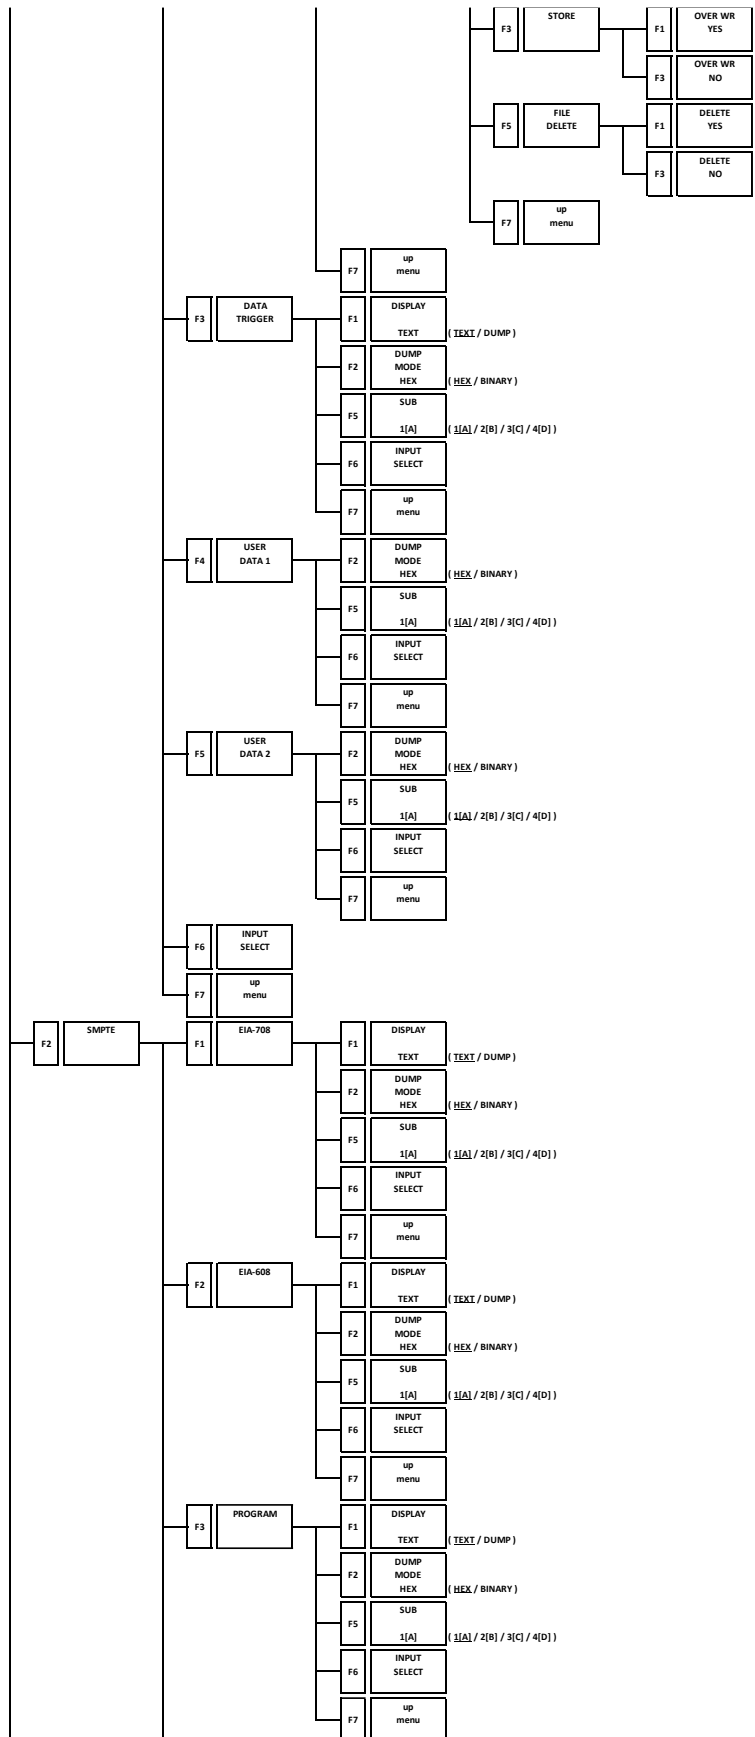 F3 STORE F1 OVER WR
YES
F3 OVER WR
NO
F5 FILE
DELETE F1 DELETE
YES
F3 DELETE
NO
F7 up
menu
F7 up
menu
F3 DATA
TRIGGER F1 DISPLAY
TEXT ( TEXT / DUMP )
F2 DUMP
MODE
HEX ( HEX / BINARY )
F5 SUB
1[A] ( 1[A] / 2[B] / 3[C] / 4[D] )
F6 INPUT
SELECT
F7 up
menu
F4 USER
DATA 1 F2 DUMP
MODE
HEX ( HEX / BINARY )
F5 SUB
1[A] ( 1[A] / 2[B] / 3[C] / 4[D] )
F6 INPUT
SELECT
F7 up
menu
F5 USER
DATA 2 F2 DUMP
MODE
HEX ( HEX / BINARY )
F5 SUB
1[A] ( 1[A] / 2[B] / 3[C] / 4[D] )
F6 INPUT
SELECT
F7 up
menu
F6 INPUT
SELECT
F7 up
menu
F2 SMPTE F1 EIA-708 F1 DISPLAY
TEXT ( TEXT / DUMP )
F2 DUMP
MODE
HEX ( HEX / BINARY )
F5 SUB
1[A] ( 1[A] / 2[B] / 3[C] / 4[D] )
F6 INPUT
SELECT
F7 up
menu
F2 EIA-608 F1 DISPLAY
TEXT ( TEXT / DUMP )
F2 DUMP
MODE
HEX ( HEX / BINARY )
F5 SUB
1[A] ( 1[A] / 2[B] / 3[C] / 4[D] )
F6 INPUT
SELECT
F7 up
menu
F3 PROGRAM F1 DISPLAY
TEXT ( TEXT / DUMP )
F2 DUMP
MODE
HEX ( HEX / BINARY )
F5 SUB
1[A] ( 1[A] / 2[B] / 3[C] / 4[D] )
F6 INPUT
SELECT
F7 up
menu